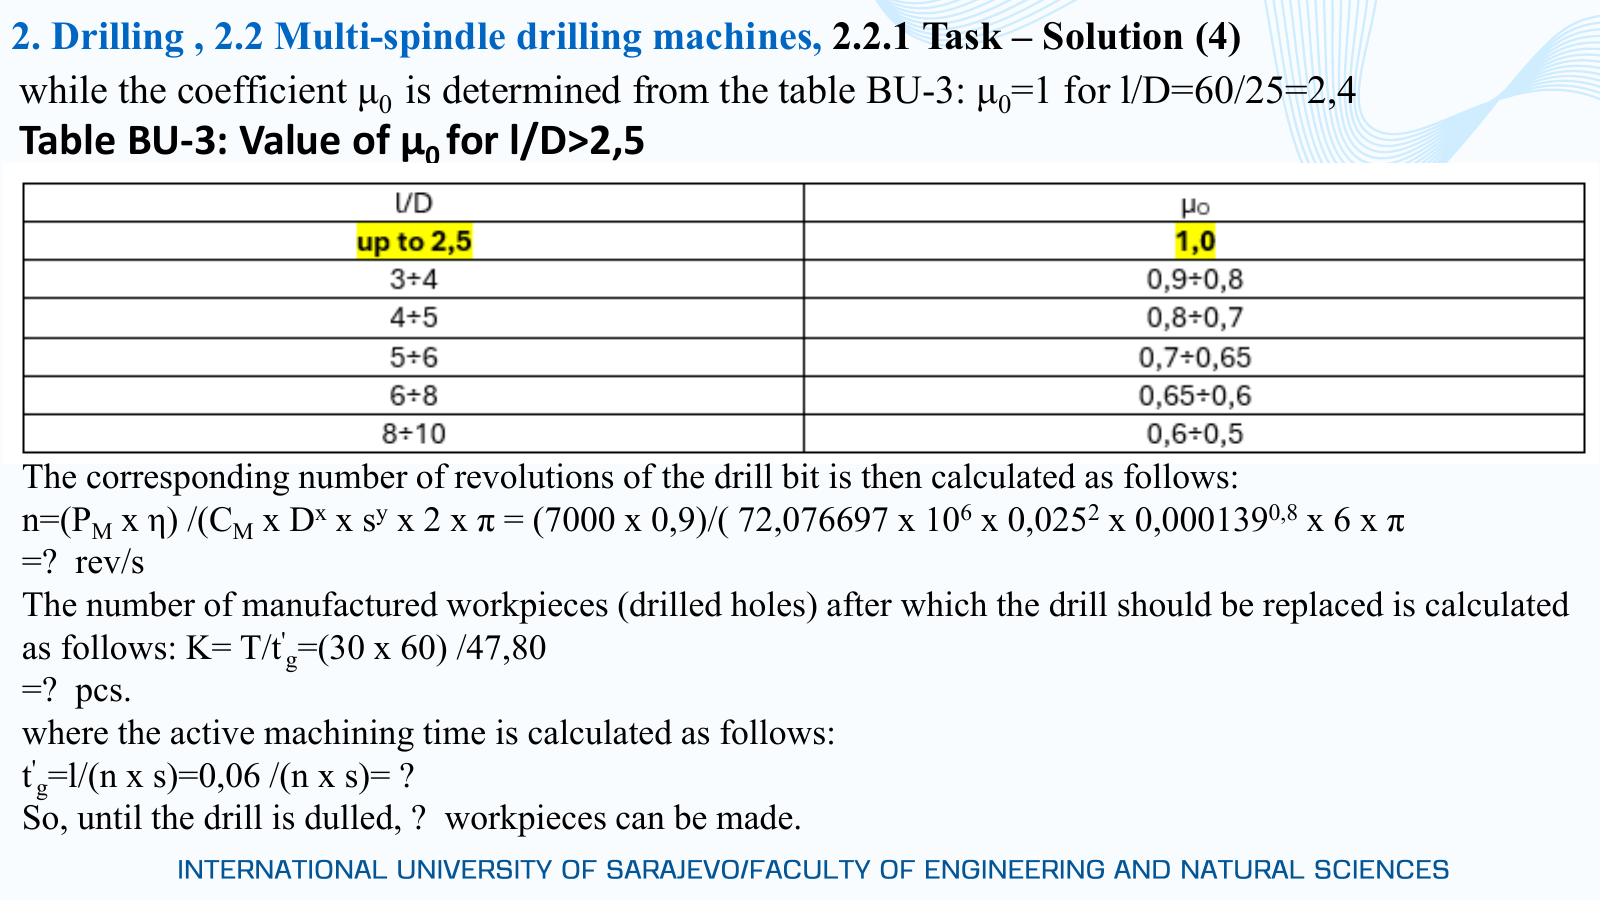 2. Drilling , 2.2 Multi-spindle drilling machines, 2.2.1 Task – Solution (4)
while the coefficient μ₀ is determined from the table BU-3: μ₀=1 for l/D=60/25=2,4
Table BU-3: Value of μ₀ for l/D>2,5
l/D μ₀
up to 2,5 1,0
3÷4 0,9÷0,8
4÷5 0,8÷0,7
5÷6 0,7÷0,65
6÷8 0,65÷0,6
8÷10 0,6÷0,5
The corresponding number of revolutions of the drill bit is then calculated as follows:
n=(P_M x η) /(C_M x Dˣ x sʸ x 2 x π = (7000 x 0,9)/( 72,076697 x 10⁶ x 0,025² x 0,000139^0,8 x 6 x π
=? rev/s
The number of manufactured workpieces (drilled holes) after which the drill should be replaced is calculated
as follows: K= T/t'_g=(30 x 60) /47,80
=? pcs.
where the active machining time is calculated as follows:
t'_g=l/(n x s)=0,06 /(n x s)= ?
So, until the drill is dulled, ? workpieces can be made.
INTERNATIONAL UNIVERSITY OF SARAJEVO/FACULTY OF ENGINEERING AND NATURAL SCIENCES